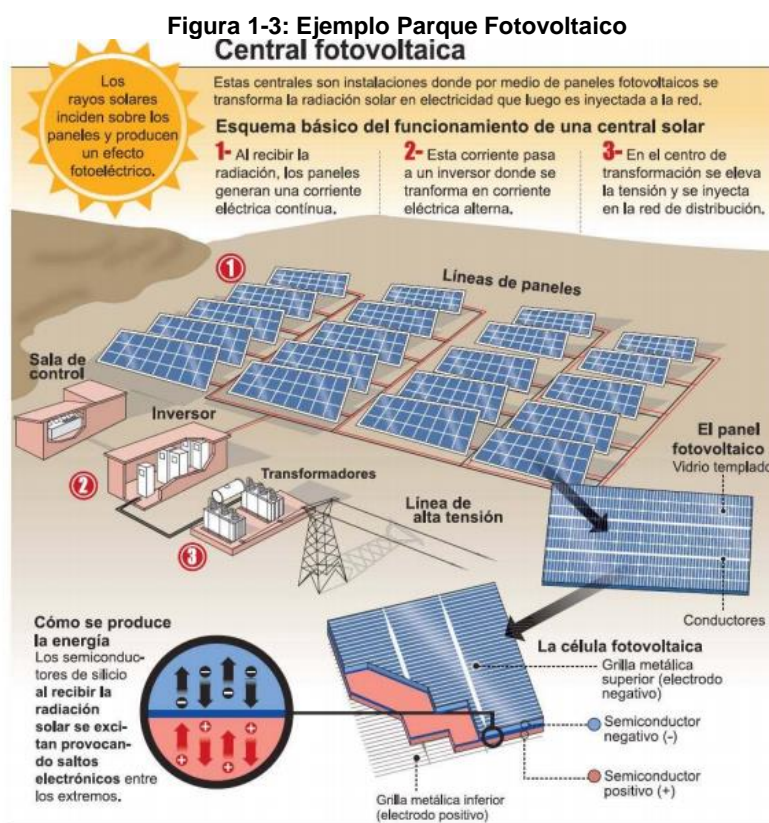 Figura 1-3: Ejemplo Parque Fotovoltaico
Central fotovoltaica
Los
rayos solares
inciden sobre los
paneles y producen
un efecto
fotoeléctrico.
Estas centrales son instalaciones donde por medio de paneles fotovoltaicos se
transforma la radiación solar en electricidad que luego es inyectada a la red.
Esquema básico del funcionamiento de una central solar
1- Al recibir la
radiación, los paneles
generan una corriente
eléctrica contínua.
2- Esta corriente pasa
a un inversor donde se
tranforma en corriente
eléctrica alterna.
3- En el centro de
transformación se eleva
la tensión y se inyecta
en la red de distribución.
1
Líneas de paneles
Sala de
control
Inversor
2
Transformadores
3
Línea de
alta tensión
El panel
fotovoltaico
Vidrio templado
Conductores
Cómo se produce
la energía
Los semiconduc-
tores de silicio
al recibir la
radiación
solar se exci-
tan provocan-
do saltos
electrónicos entre
los extremos.
La célula fotovoltaica
Grilla metálica
superior (electrodo
negativo)
Semiconductor
negativo (-)
Semiconductor
positivo (+)
Grilla metálica inferior
(electrodo positivo)